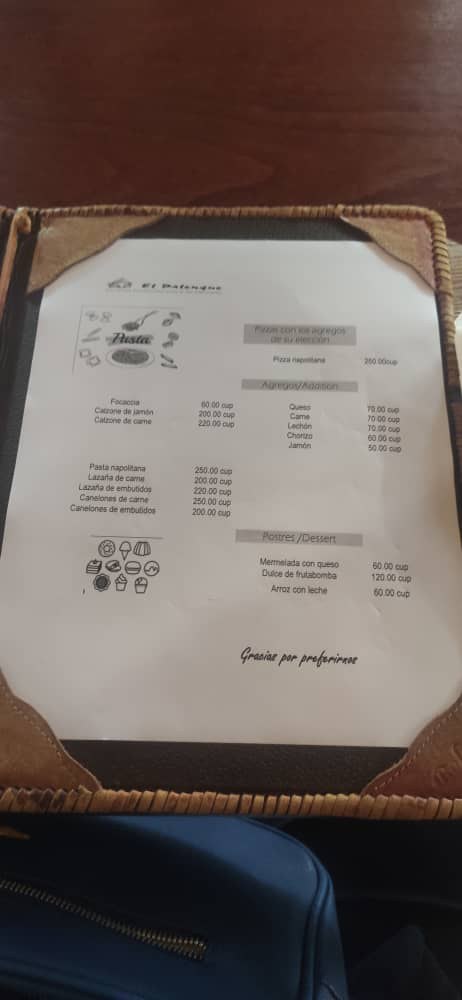 El Palenque
Pasta
Focaccia 60.00 cup
Calzone de jamón 200.00 cup
Calzone de carne 220.00 cup
Pasta napolitana 250.00 cup
Lazaña de carne 200.00 cup
Lazaña de embutidos 220.00 cup
Canelones de carne 250.00 cup
Canelones de embutidos 200.00 cup
Pizzas con los agregos
de su elección
Pizza napolitana 250.00cup
Agregos/Addition
Queso 70.00 cup
Carne 70.00 cup
Lechón 70.00 cup
Chorizo 60.00 cup
Jamón 50.00 cup
Postres /Dessert
Mermelada con queso 60.00 cup
Dulce de frutabomba 120.00 cup
Arroz con leche 60.00 cup
Gracias por preferirnos